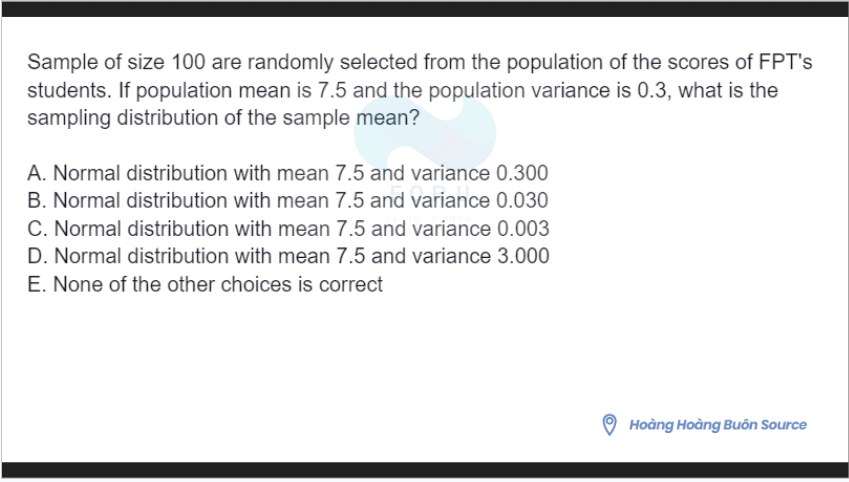 Sample of size 100 are randomly selected from the population of the scores of FPT's
students. If population mean is 7.5 and the population variance is 0.3, what is the
sampling distribution of the sample mean?
A. Normal distribution with mean 7.5 and variance 0.300
B. Normal distribution with mean 7.5 and variance 0.030
C. Normal distribution with mean 7.5 and variance 0.003
D. Normal distribution with mean 7.5 and variance 3.000
E. None of the other choices is correct
Hoàng Hoàng Buôn Source